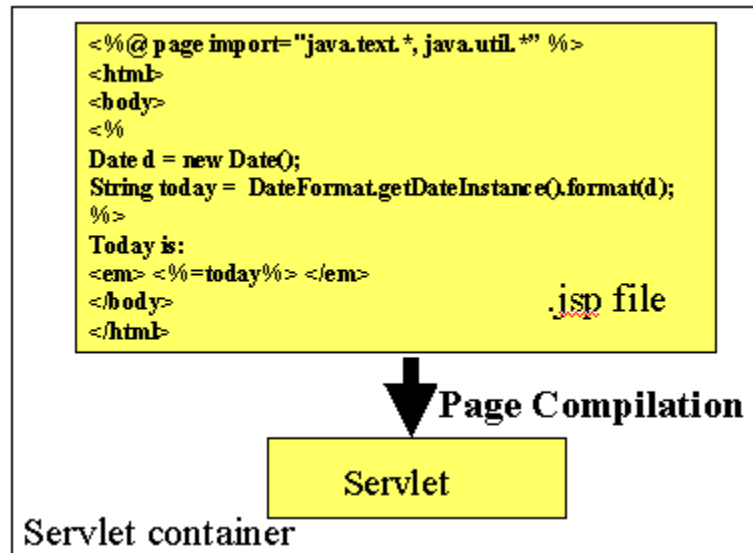 <%@ page import="java.text.*, java.util.*” %>
<html>
<body>
<%
Date d = new Date();
String today =  DateFormat.getDateInstance().format(d);
%>
Today is:
<em> <%=today%> </em>
</body>
</html>
.jsp file
Page Compilation
Servlet
Servlet container